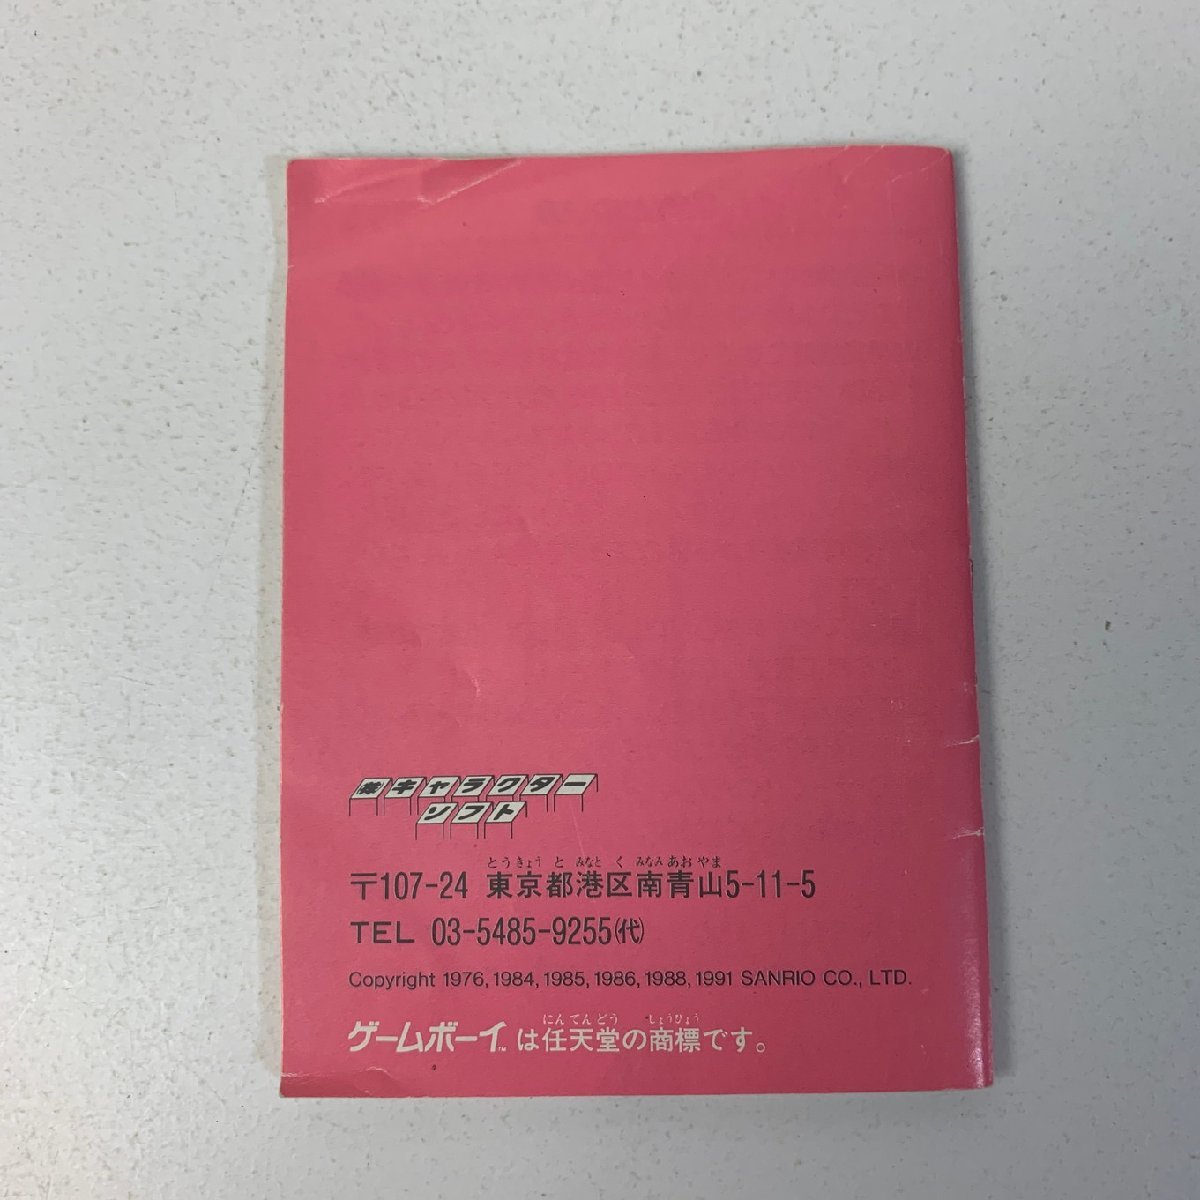 ㈱キャラクター
ソフト
とうきょうとみなとくみなみあおやま
〒107-24 東京都港区南青山5-11-5
TEL 03-5485-9255(代)
Copyright 1976, 1984, 1985, 1986, 1988, 1991 SANRIO CO., LTD.
にんてんどう しょうひょう
ゲームボーイ™は任天堂の商標です。